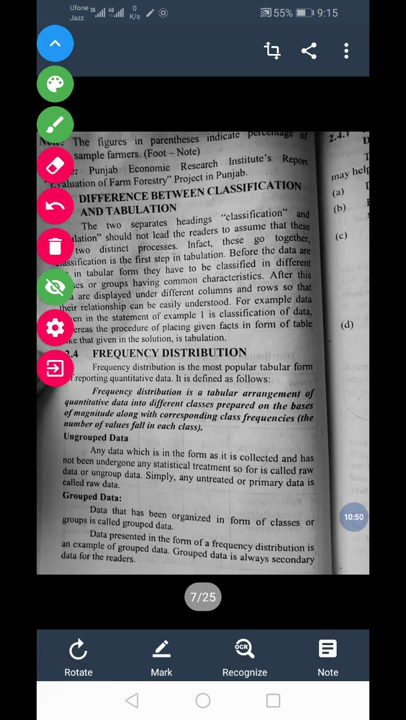 Ufone
Jazz
0
K/s
55%
9:15
The figures in parentheses indicate percentage of
sample farmers. (Foot – Note)
Punjab Economic Research Institute's Report
"Evaluation of Farm Forestry" Project in Punjab.
DIFFERENCE BETWEEN CLASSIFICATION
AND TABULATION
The two separate headings "classification" and
should not lead the readers to assume that these
two distinct processes. Infact, these go together,
classification is the first step in tabulation. Before the data are
in tabular form they have to be classified in different
or groups having common characteristics. After this
are displayed under different columns and rows so that
their relationship can be easily understood. For example data
in the statement of example 1 is classification of data,
the procedure of placing given facts in form of table
that given in the solution, is tabulation.
2.4.1
may help
(a)
(b)
(c)
(d)
.4 FREQUENCY DISTRIBUTION
Frequency distribution is the most popular tabular form
reporting quantitative data. It is defined as follows:
Frequency distribution is a tabular arrangement of
quantitative data into different classes prepared on the bases
of magnitude along with corresponding class frequencies (the
number of values fall in each class).
Ungrouped Data
Any data which is in the form as it is collected and has
not been undergone any statistical treatment so for is called raw
data or ungroup data. Simply, any untreated or primary data is
called raw data.
Grouped Data:
Data that has been organized in form of classes or
groups is called grouped data.
Data presented in the form of a frequency distribution is
an example of grouped data. Grouped data is always secondary
data for the readers.
10:50
7/25
Rotate
Mark
OCR
Recognize
Note